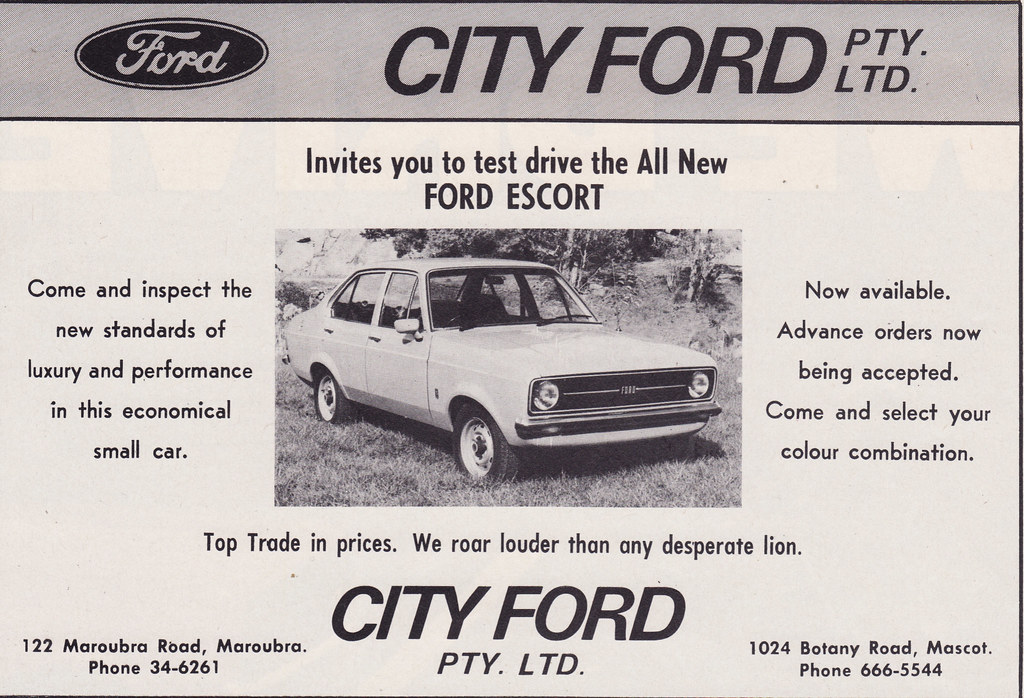 Ford
CITY FORD PTY. LTD.
Invites you to test drive the All New
FORD ESCORT
Come and inspect the
new standards of
luxury and performance
in this economical
small car.
FORD
Now available.
Advance orders now
being accepted.
Come and select your
colour combination.
Top Trade in prices. We roar louder than any desperate lion.
CITY FORD
PTY. LTD.
122 Maroubra Road, Maroubra.
Phone 34-6261
1024 Botany Road, Mascot.
Phone 666-5544